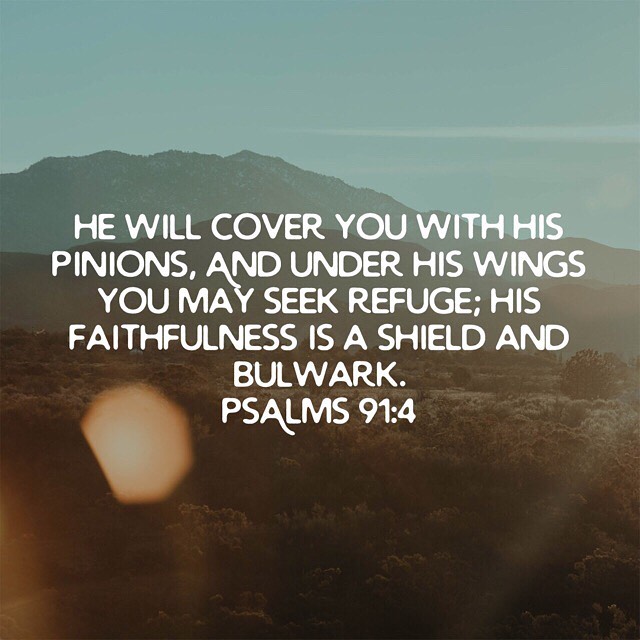 HE WILL COVER YOU WITH HIS
PINIONS, AND UNDER HIS WINGS
YOU MAY SEEK REFUGE; HIS
FAITHFULNESS IS A SHIELD AND
BULWARK.
PSALMS 91:4